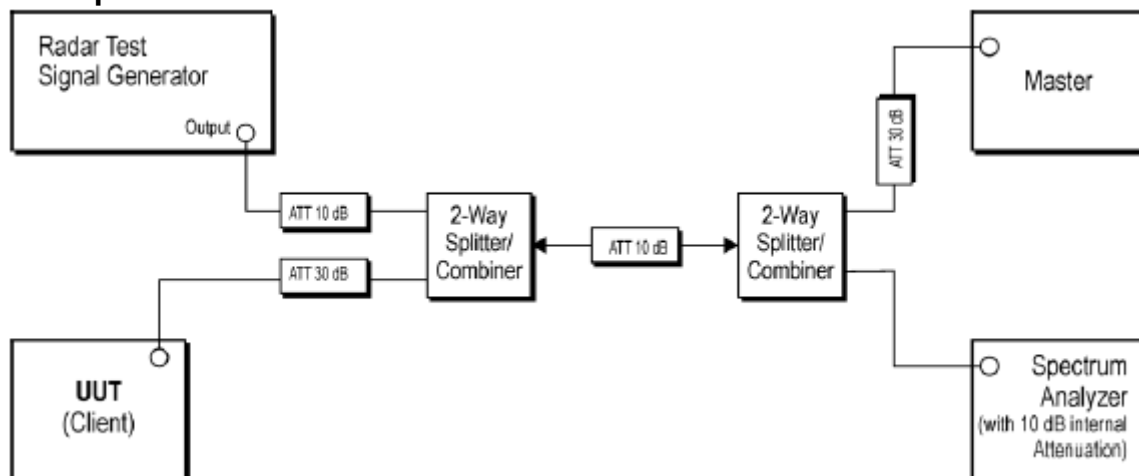 Radar Test
Signal Generator
Output
ATT 10 dB
ATT 30 dB
2-Way
Splitter/
Combiner
ATT 10 dB
2-Way
Splitter/
Combiner
ATT 30 dB
Master
UUT
(Client)
Spectrum
Analyzer
(with 10 dB internal
Attenuation)